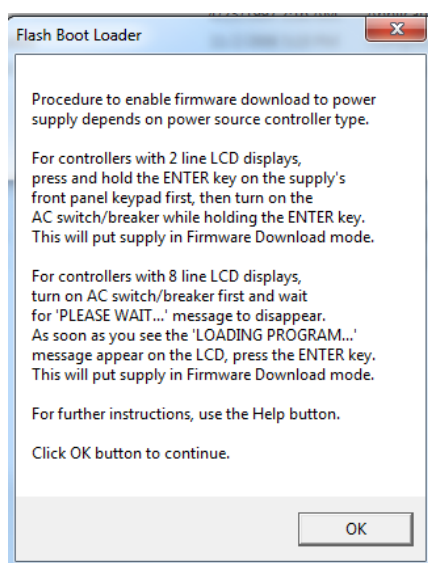 Flash Boot Loader
Procedure to enable firmware download to power
supply depends on power source controller type.
For controllers with 2 line LCD displays,
press and hold the ENTER key on the supply's
front panel keypad first, then turn on the
AC switch/breaker while holding the ENTER key.
This will put supply in Firmware Download mode.
For controllers with 8 line LCD displays,
turn on AC switch/breaker first and wait
for 'PLEASE WAIT...' message to disappear.
As soon as you see the 'LOADING PROGRAM...'
message appear on the LCD, press the ENTER key.
This will put supply in Firmware Download mode.
For further instructions, use the Help button.
Click OK button to continue.
OK